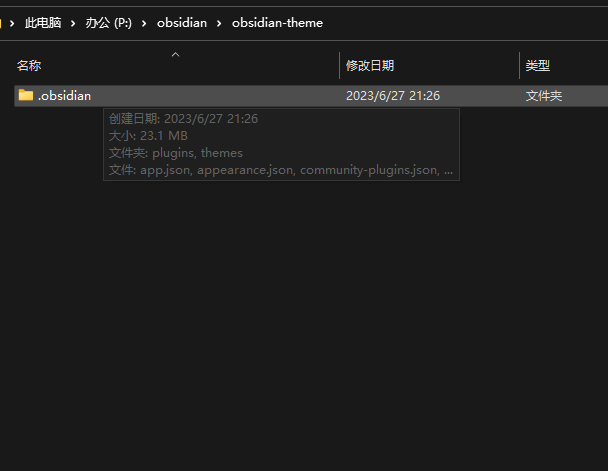 此电脑 办公 (P:) obsidian obsidian-theme
名称 修改日期 类型
.obsidian 2023/6/27 21:26 文件夹
创建日期: 2023/6/27 21:26
大小: 23.1 MB
文件夹: plugins, themes
文件: app.json, appearance.json, community-plugins.json, ...